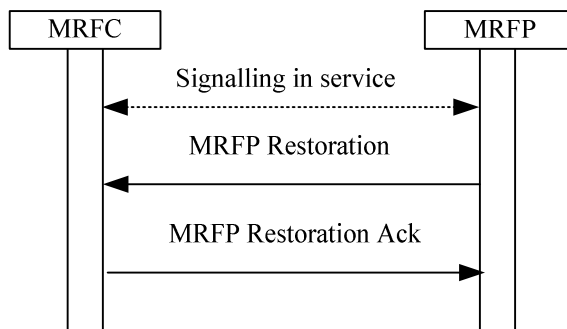 MRFC
MRFP
Signalling in service
MRFP Restoration
MRFP Restoration Ack